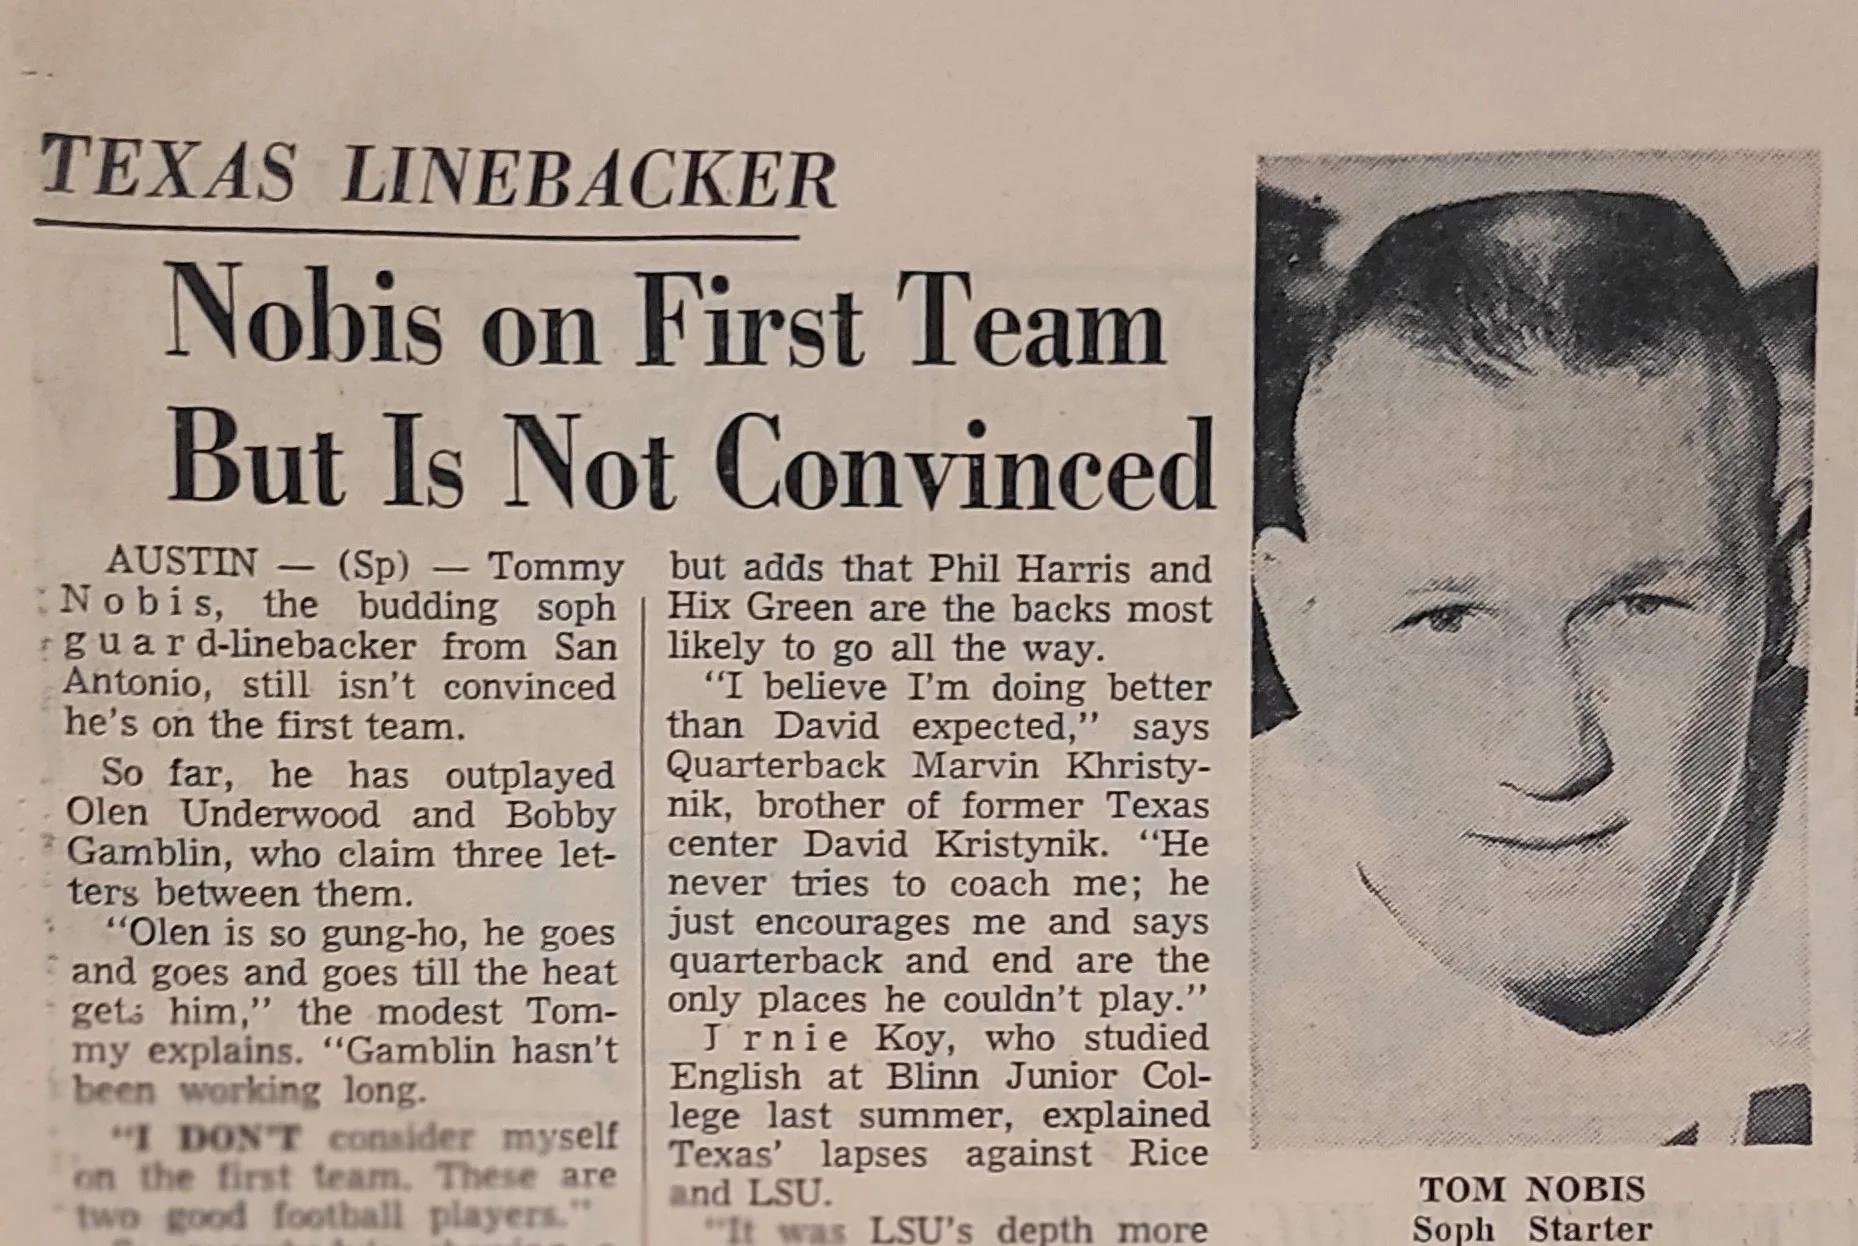 TEXAS LINEBACKER
Nobis on First Team
But Is Not Convinced
AUSTIN — (Sp) — Tommy
Nobis, the budding soph
guard-linebacker from San
Antonio, still isn't convinced
he's on the first team.
So far, he has outplayed
Olen Underwood and Bobby
Gamblin, who claim three let-
ters between them.
"Olen is so gung-ho, he goes
and goes and goes till the heat
gets him," the modest Tom-
my explains. "Gamblin hasn't
been working long.
"I DON'T consider myself
on the first team. These are
two good football players."
but adds that Phil Harris and
Hix Green are the backs most
likely to go all the way.
"I believe I'm doing better
than David expected," says
Quarterback Marvin Khristy-
nik, brother of former Texas
center David Kristynik. "He
never tries to coach me; he
just encourages me and says
quarterback and end are the
only places he couldn't play."
J rnie Koy, who studied
English at Blinn Junior Col-
lege last summer, explained
Texas' lapses against Rice
and LSU.
"It was LSU's depth more
TOM NOBIS
Soph Starter